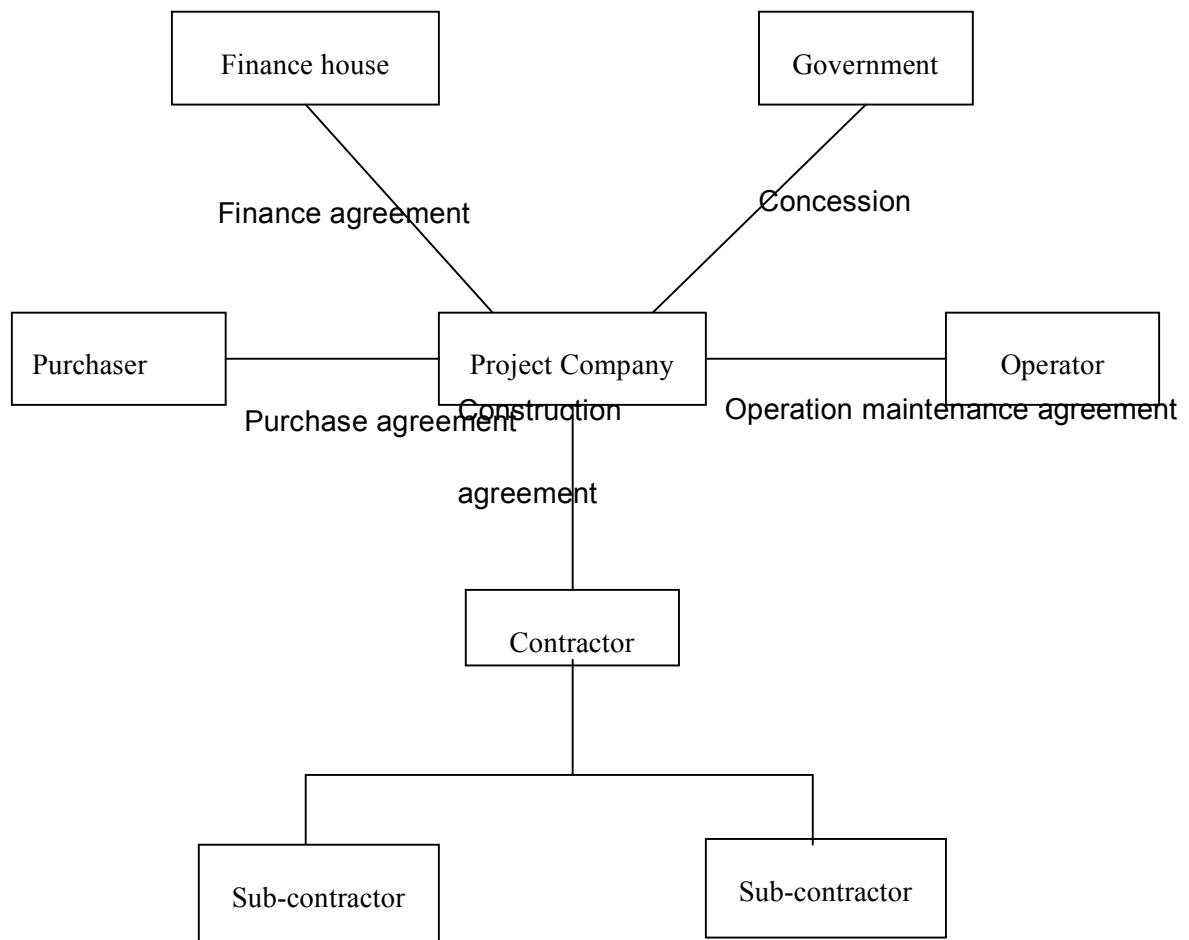 Finance house
Government
Finance agreement
Concession
Purchaser
Project Company
Operator
Purchase agreement
Construction
agreement
Operation maintenance agreement
Contractor
Sub-contractor
Sub-contractor